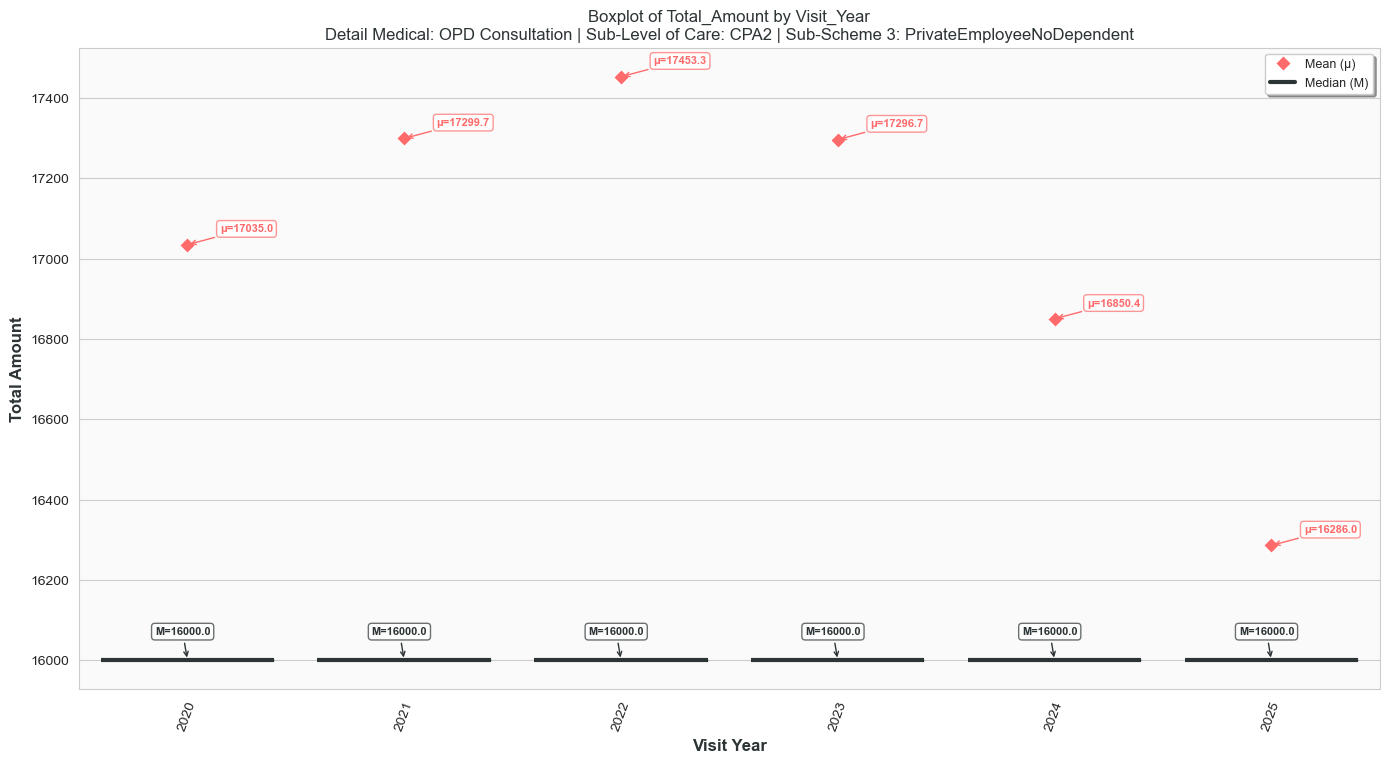 Boxplot of Total_Amount by Visit_Year
Detail Medical: OPD Consultation | Sub-Level of Care: CPA2 | Sub-Scheme 3: PrivateEmployeeNoDependent
Mean (μ)
Median (M)
Total Amount
17400
17200
17000
16800
16600
16400
16200
16000
μ=17035.0
μ=17299.7
μ=17453.3
μ=17296.7
μ=16850.4
μ=16286.0
M=16000.0
M=16000.0
M=16000.0
M=16000.0
M=16000.0
M=16000.0
2020
2021
2022
2023
2024
2025
Visit Year